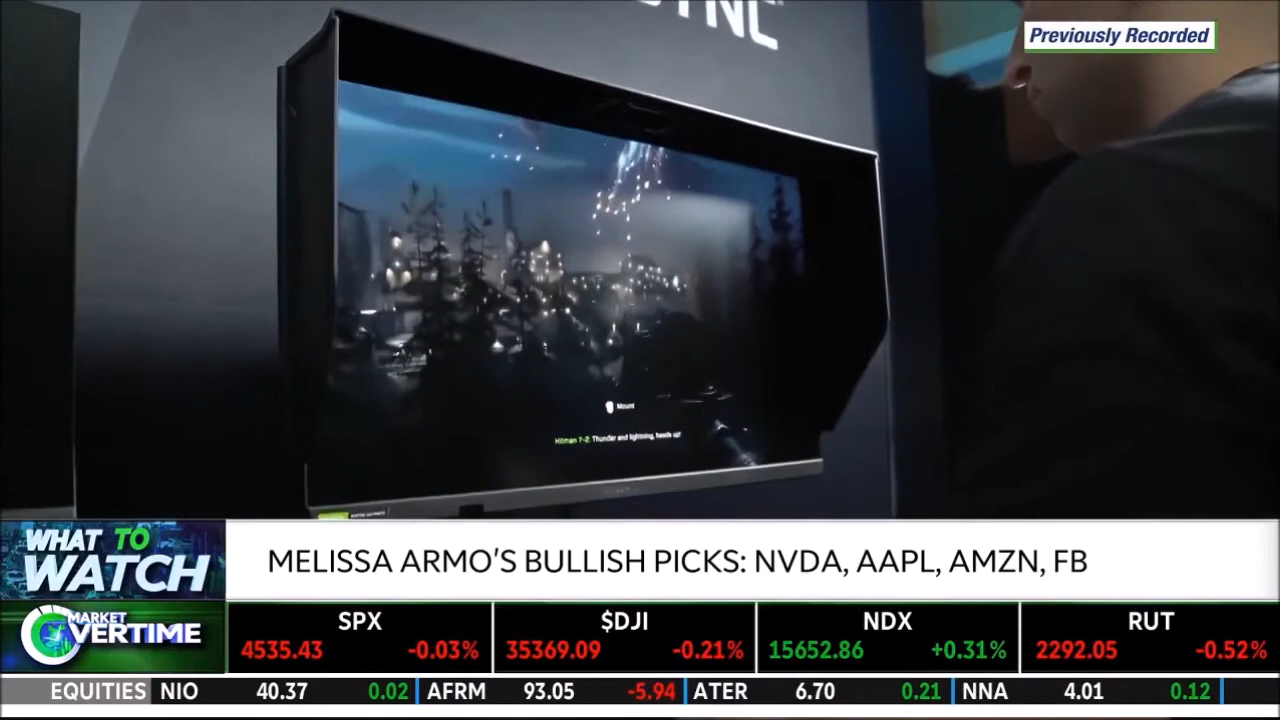 SYNC
Previously Recorded
Mount
Hitman 7-2: Thunder and lightning, heads up!
WHAT TO
WATCH
MELISSA ARMO'S BULLISH PICKS: NVDA, AAPL, AMZN, FB
MARKET
OVERTIME
SPX
4535.43 -0.03%
$DJI
35369.09 -0.21%
NDX
15652.86 +0.31%
RUT
2292.05 -0.52%
EQUITIES NIO 40.37 0.02 AFRM 93.05 -5.94 ATER 6.70 0.21 NNA 4.01 0.12